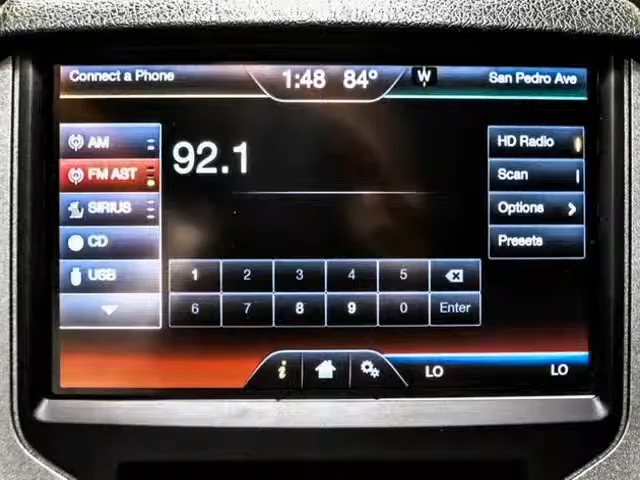 Connect a Phone 1:48 84° W San Pedro Ave
AM
FM AST
SIRIUS
CD
USB
92.1
HD Radio
Scan
Options
Presets
1 2 3 4 5
6 7 8 9 0 Enter
i
LO LO